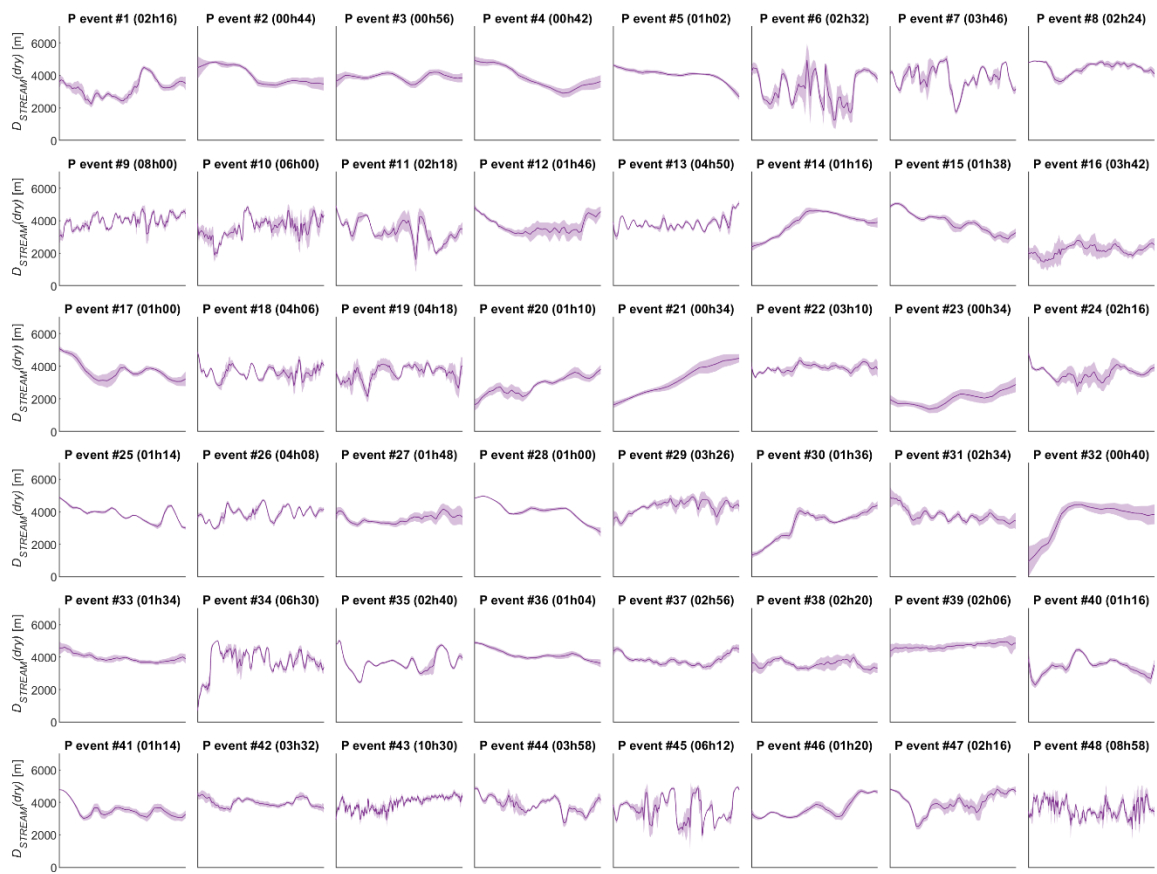 P event #1 (02h16) P event #2 (00h44) P event #3 (00h56) P event #4 (00h42) P event #5 (01h02) P event #6 (02h32) P event #7 (03h46) P event #8 (02h24)
D_STREAM(dry) [m]
6000
4000
2000
0
P event #9 (08h00) P event #10 (06h00) P event #11 (02h18) P event #12 (01h46) P event #13 (04h50) P event #14 (01h16) P event #15 (01h38) P event #16 (03h42)
D_STREAM(dry) [m]
6000
4000
2000
0
P event #17 (01h00) P event #18 (04h06) P event #19 (04h18) P event #20 (01h10) P event #21 (00h34) P event #22 (03h10) P event #23 (00h34) P event #24 (02h16)
D_STREAM(dry) [m]
6000
4000
2000
0
P event #25 (01h14) P event #26 (04h08) P event #27 (01h48) P event #28 (01h00) P event #29 (03h26) P event #30 (01h36) P event #31 (02h34) P event #32 (00h40)
D_STREAM(dry) [m]
6000
4000
2000
0
P event #33 (01h34) P event #34 (06h30) P event #35 (02h40) P event #36 (01h04) P event #37 (02h56) P event #38 (02h20) P event #39 (02h06) P event #40 (01h16)
D_STREAM(dry) [m]
6000
4000
2000
0
P event #41 (01h14) P event #42 (03h32) P event #43 (10h30) P event #44 (03h58) P event #45 (06h12) P event #46 (01h20) P event #47 (02h16) P event #48 (08h58)
D_STREAM(dry) [m]
6000
4000
2000
0